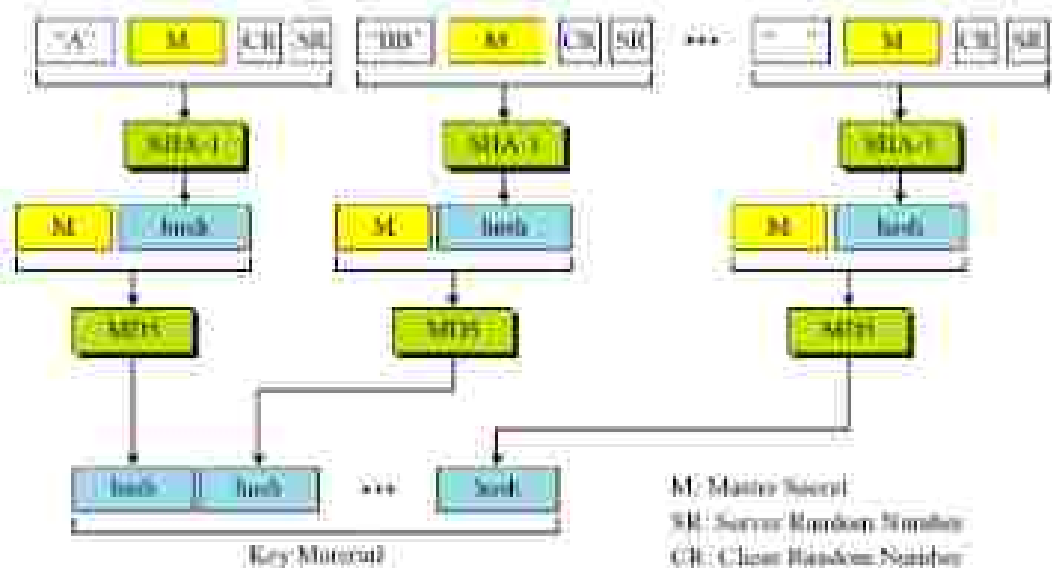 "A" M CR SR "BB" M CR SR ••• " " M CR SR
SHA-1 SHA-1 SHA-1
M hash M hash M hash
MD5 MD5 MD5
hash hash ••• hash
M: Master Secret
SR: Server Random Number
Key Material
CR: Client Random Number